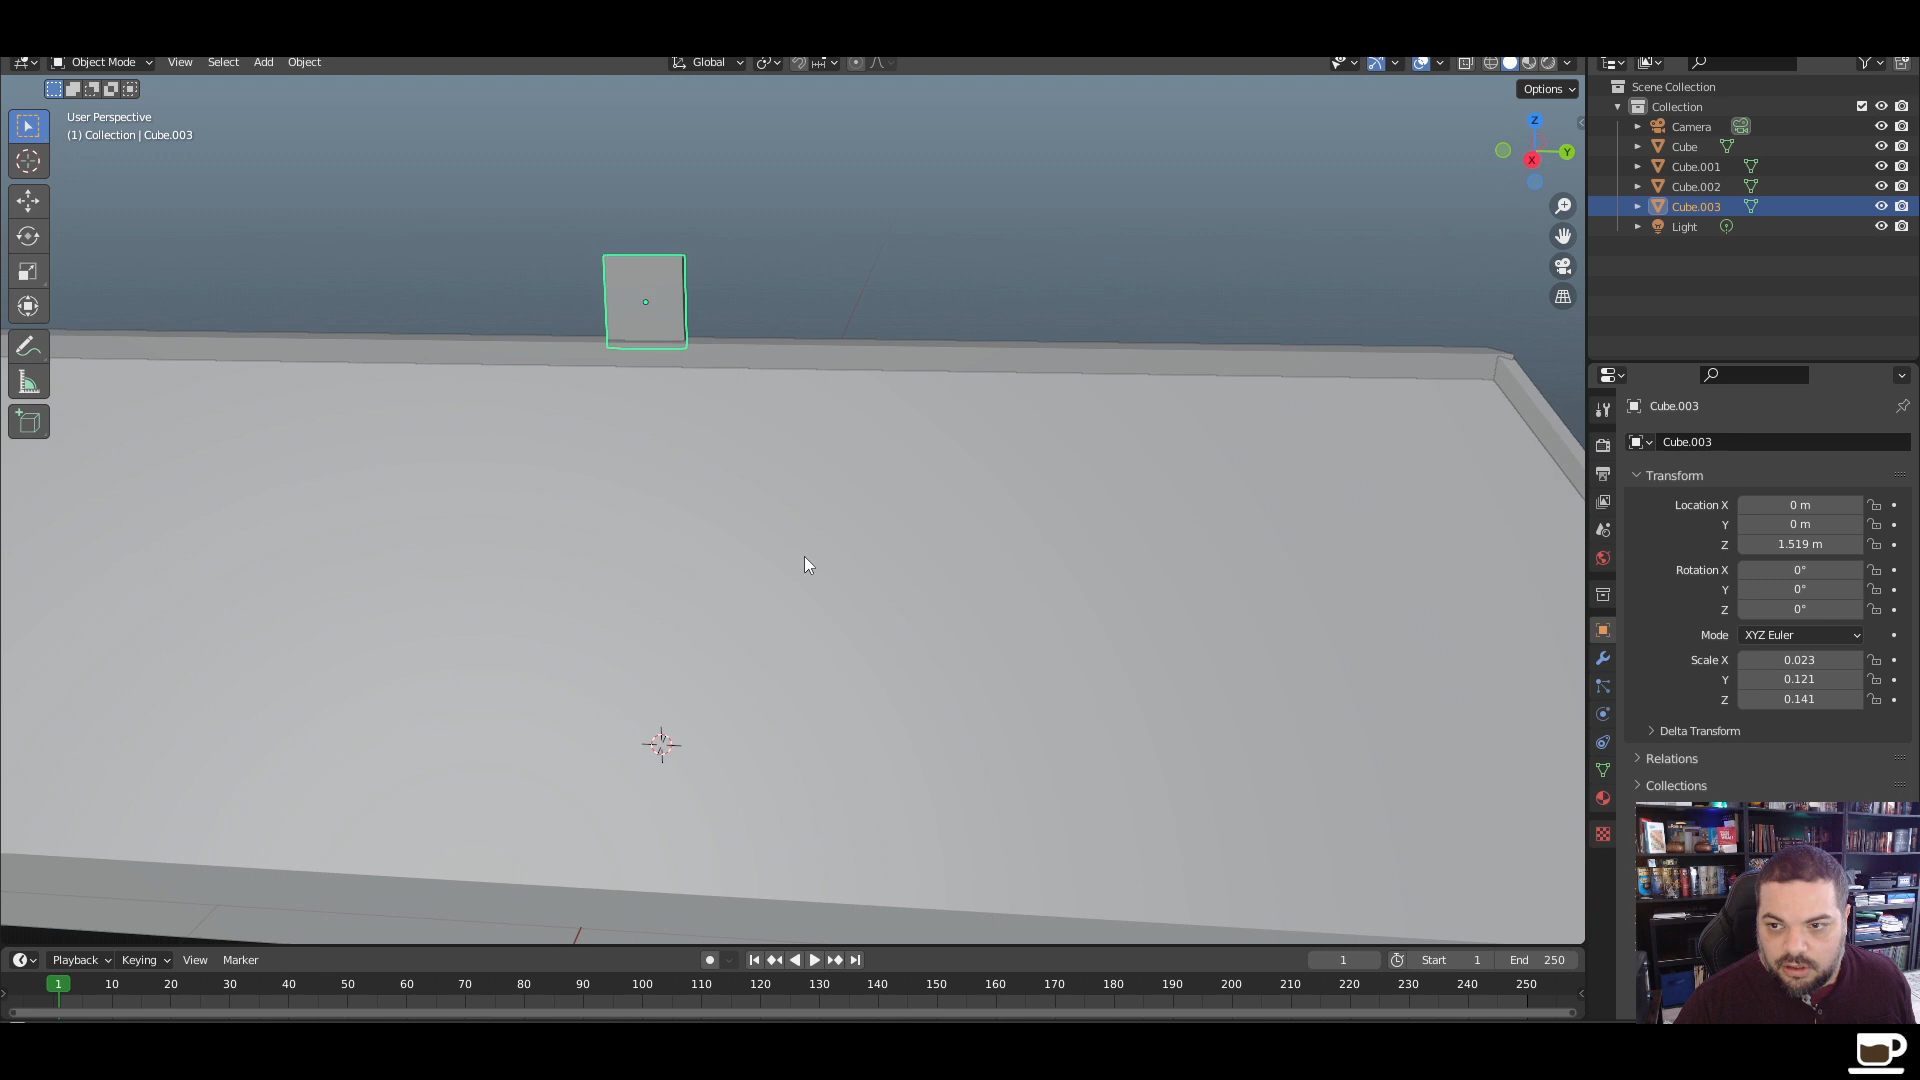 Object Mode View Select Add Object Global
Options
User Perspective
(1) Collection | Cube.003
Z
Y
X
Scene Collection
Collection
Camera
Cube
Cube.001
Cube.002
Cube.003
Light
Cube.003
Cube.003
Transform
Location X 0 m
Y 0 m
Z 1.519 m
Rotation X 0°
Y 0°
Z 0°
Mode XYZ Euler
Scale X 0.023
Y 0.121
Z 0.141
Delta Transform
Relations
Collections
Playback Keying View Marker 1 Start 1 End 250
1 10 20 30 40 50 60 70 80 90 100 110 120 130 140 150 160 170 180 190 200 210 220 230 240 250